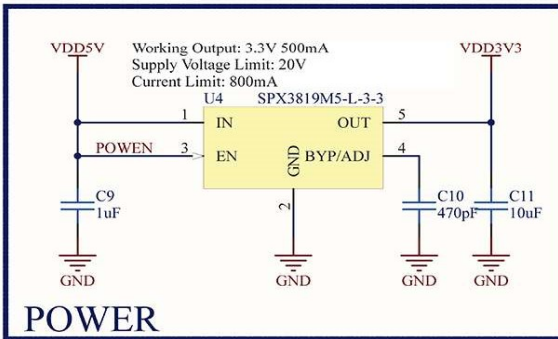 VDD5V
Working Output: 3.3V 500mA
VDD3V3
Supply Voltage Limit: 20V
Current Limit: 800mA
U4 SPX3819M5-L-3-3
1 IN OUT 5
POWEN 3 EN GND BYP/ADJ 4
2
C9
1uF
C10
470pF
C11
10uF
GND GND GND GND
POWER